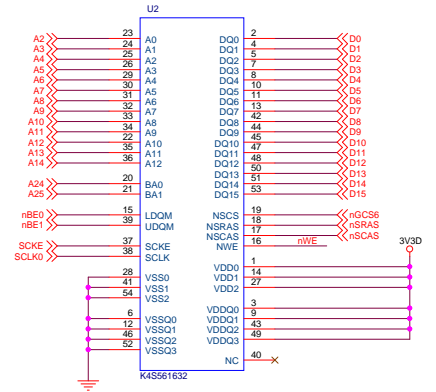 U2
A2 23 A0 DQ0 2 D0
A3 24 A1 DQ1 4 D1
A4 25 A2 DQ2 5 D2
A5 26 A3 DQ3 7 D3
A6 29 A4 DQ4 8 D4
A7 30 A5 DQ5 10 D5
A8 31 A6 DQ6 11 D6
A9 32 A7 DQ7 13 D7
A10 33 A8 DQ8 42 D8
A11 34 A9 DQ9 44 D9
A12 22 A10 DQ10 45 D10
A13 35 A11 DQ11 47 D11
A14 36 A12 DQ12 48 D12
DQ13 50 D13
A24 20 BA0 DQ14 51 D14
A25 21 BA1 DQ15 53 D15
nBE0 15 LDQM NSCS 19 nGCS6
nBE1 39 UDQM NSRAS 18 nSRAS
NSCAS 17 nSCAS
SCKE 37 SCKE NWE 16 nWE
SCLK0 38 SCLK 3V3D
28 VSS0 VDD0 1
41 VSS1 VDD1 14
54 VSS2 VDD2 27
6 VSSQ0 VDDQ0 3
12 VSSQ1 VDDQ1 9
46 VSSQ2 VDDQ2 43
52 VSSQ3 VDDQ3 49
NC 40
K4S561632